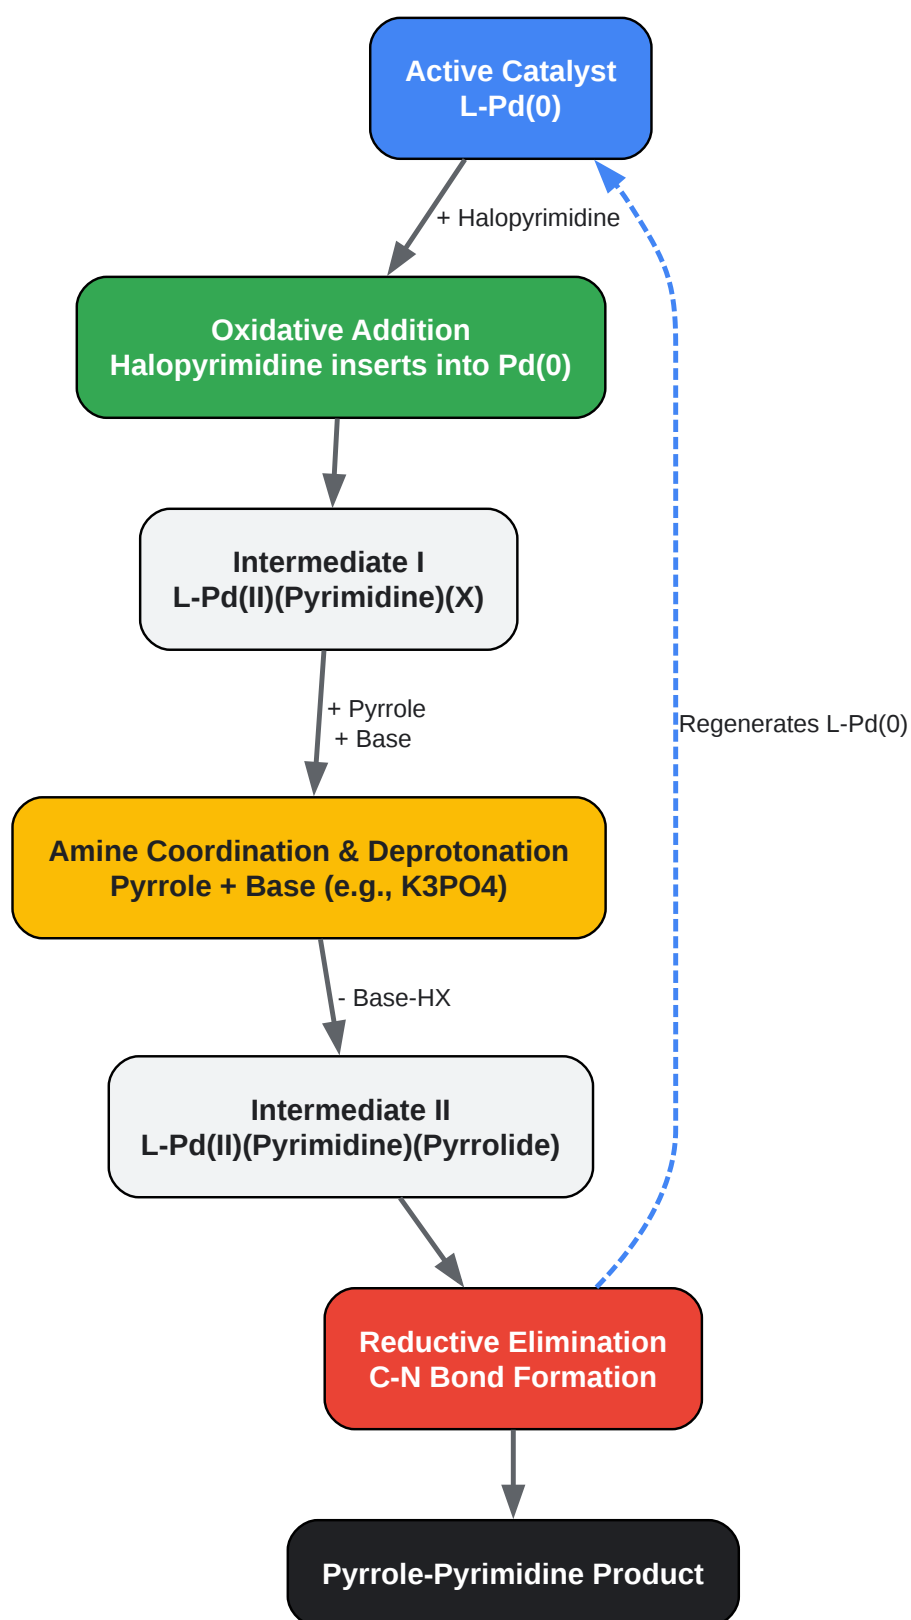 Active Catalyst
L-Pd(0)
+ Halopyrimidine
Oxidative Addition
Halopyrimidine inserts into Pd(0)
Intermediate I
L-Pd(II)(Pyrimidine)(X)
+ Pyrrole
+ Base
Regenerates L-Pd(0)
Amine Coordination & Deprotonation
Pyrrole + Base (e.g., K3PO4)
- Base-HX
Intermediate II
L-Pd(II)(Pyrimidine)(Pyrrolide)
Reductive Elimination
C-N Bond Formation
Pyrrole-Pyrimidine Product